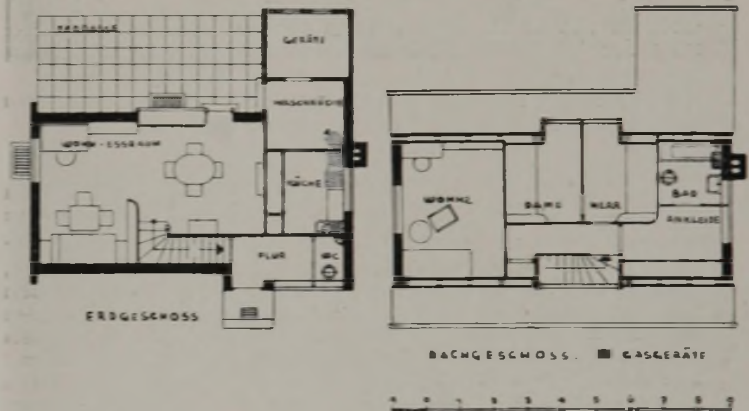 TERRASSE
GERÄTE
WASCHKÜCHE
WOHN-ESSRAUM
KÜCHE
FLUR
WC
ERDGESCHOSS
WOHNZ
DAME
HERR
BAD
ANKLEIDE
DACHGESCHOSS. GASGERÄTE